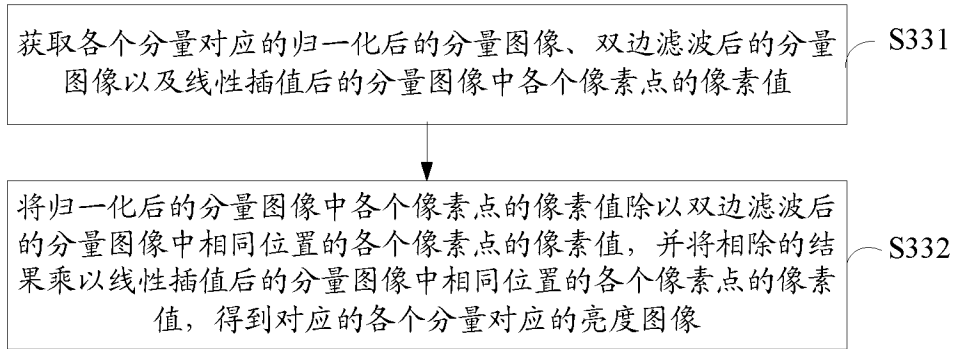 获取各个分量对应的归一化后的分量图像、双边滤波后的分量
图像以及线性插值后的分量图像中各个像素点的像素值
S331
将归一化后的分量图像中各个像素点的像素值除以双边滤波后
的分量图像中相同位置的各个像素点的像素值，并将相除的结
果乘以线性插值后的分量图像中相同位置的各个像素点的像素
值，得到对应的各个分量对应的亮度图像
S332